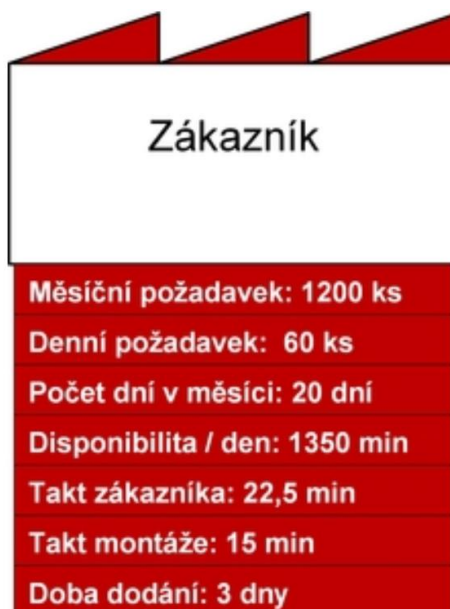 Zákazník
Měsíční požadavek: 1200 ks
Denní požadavek: 60 ks
Počet dní v měsíci: 20 dní
Disponibilita / den: 1350 min
Takt zákazníka: 22,5 min
Takt montáže: 15 min
Doba dodání: 3 dny